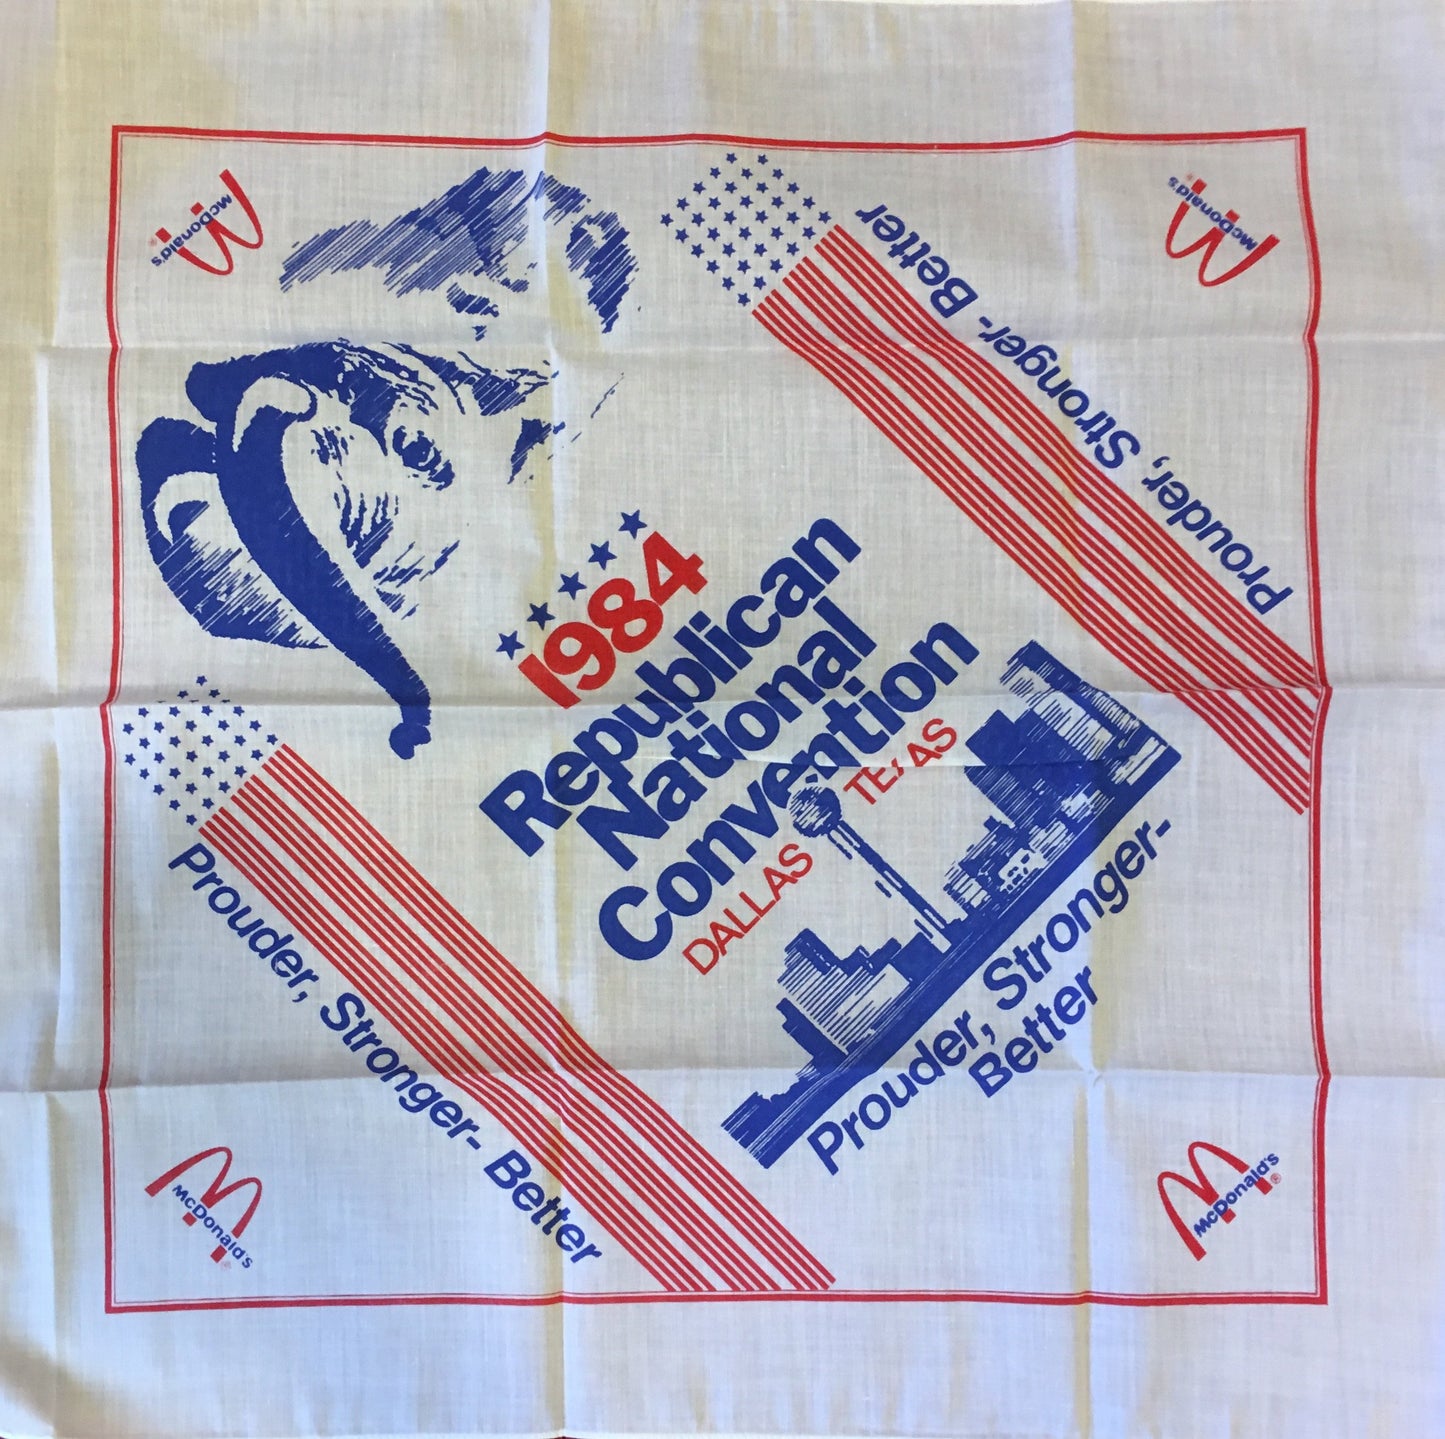 McDonald's®
McDonald's®
Prouder, Stronger- Better
1984
Republican
National
Convention
DALLAS TEXAS
Prouder, Stronger-
Better
Prouder, Stronger- Better
McDonald's®
McDonald's®